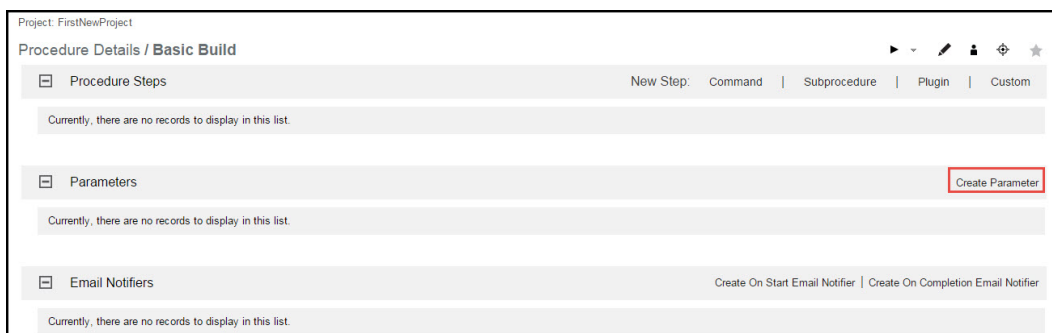 Project: FirstNewProject
Procedure Details / Basic Build
Procedure Steps New Step: Command | Subprocedure | Plugin | Custom
Currently, there are no records to display in this list.
Parameters Create Parameter
Currently, there are no records to display in this list.
Email Notifiers Create On Start Email Notifier | Create On Completion Email Notifier
Currently, there are no records to display in this list.